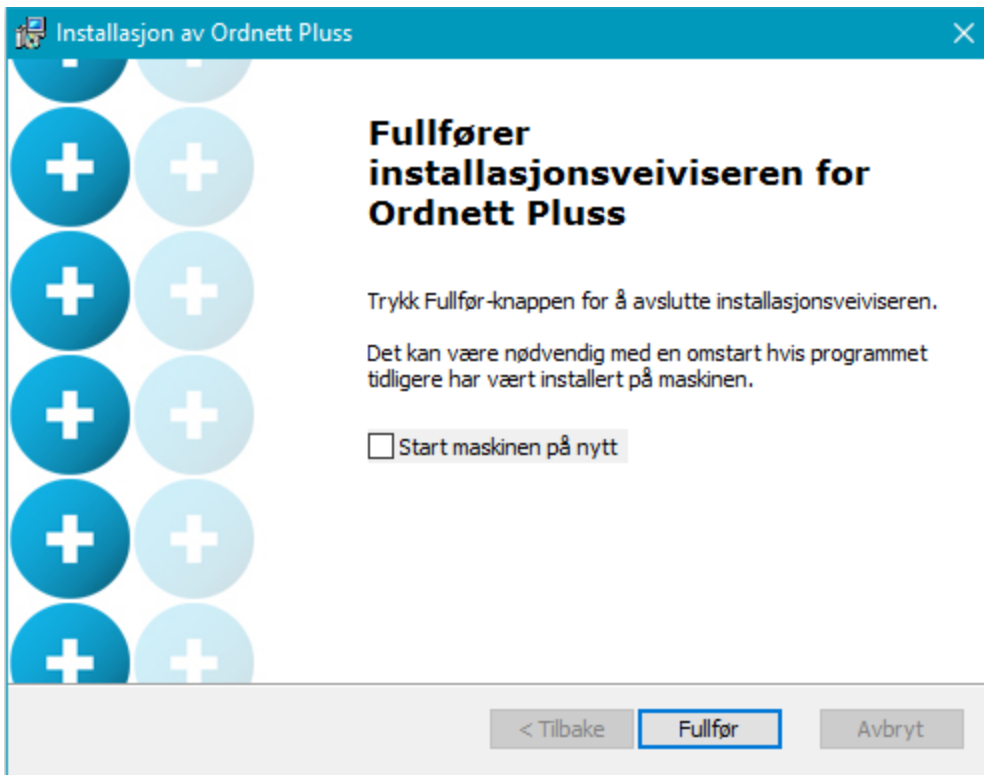 Installasjon av Ordnett Pluss
Fullfører
installasjonsveiviseren for
Ordnett Pluss
Trykk Fullfør-knappen for å avslutte installasjonsveiviseren.
Det kan være nødvendig med en omstart hvis programmet
tidligere har vært installert på maskinen.
Start maskinen på nytt
< Tilbake
Fullfør
Avbryt